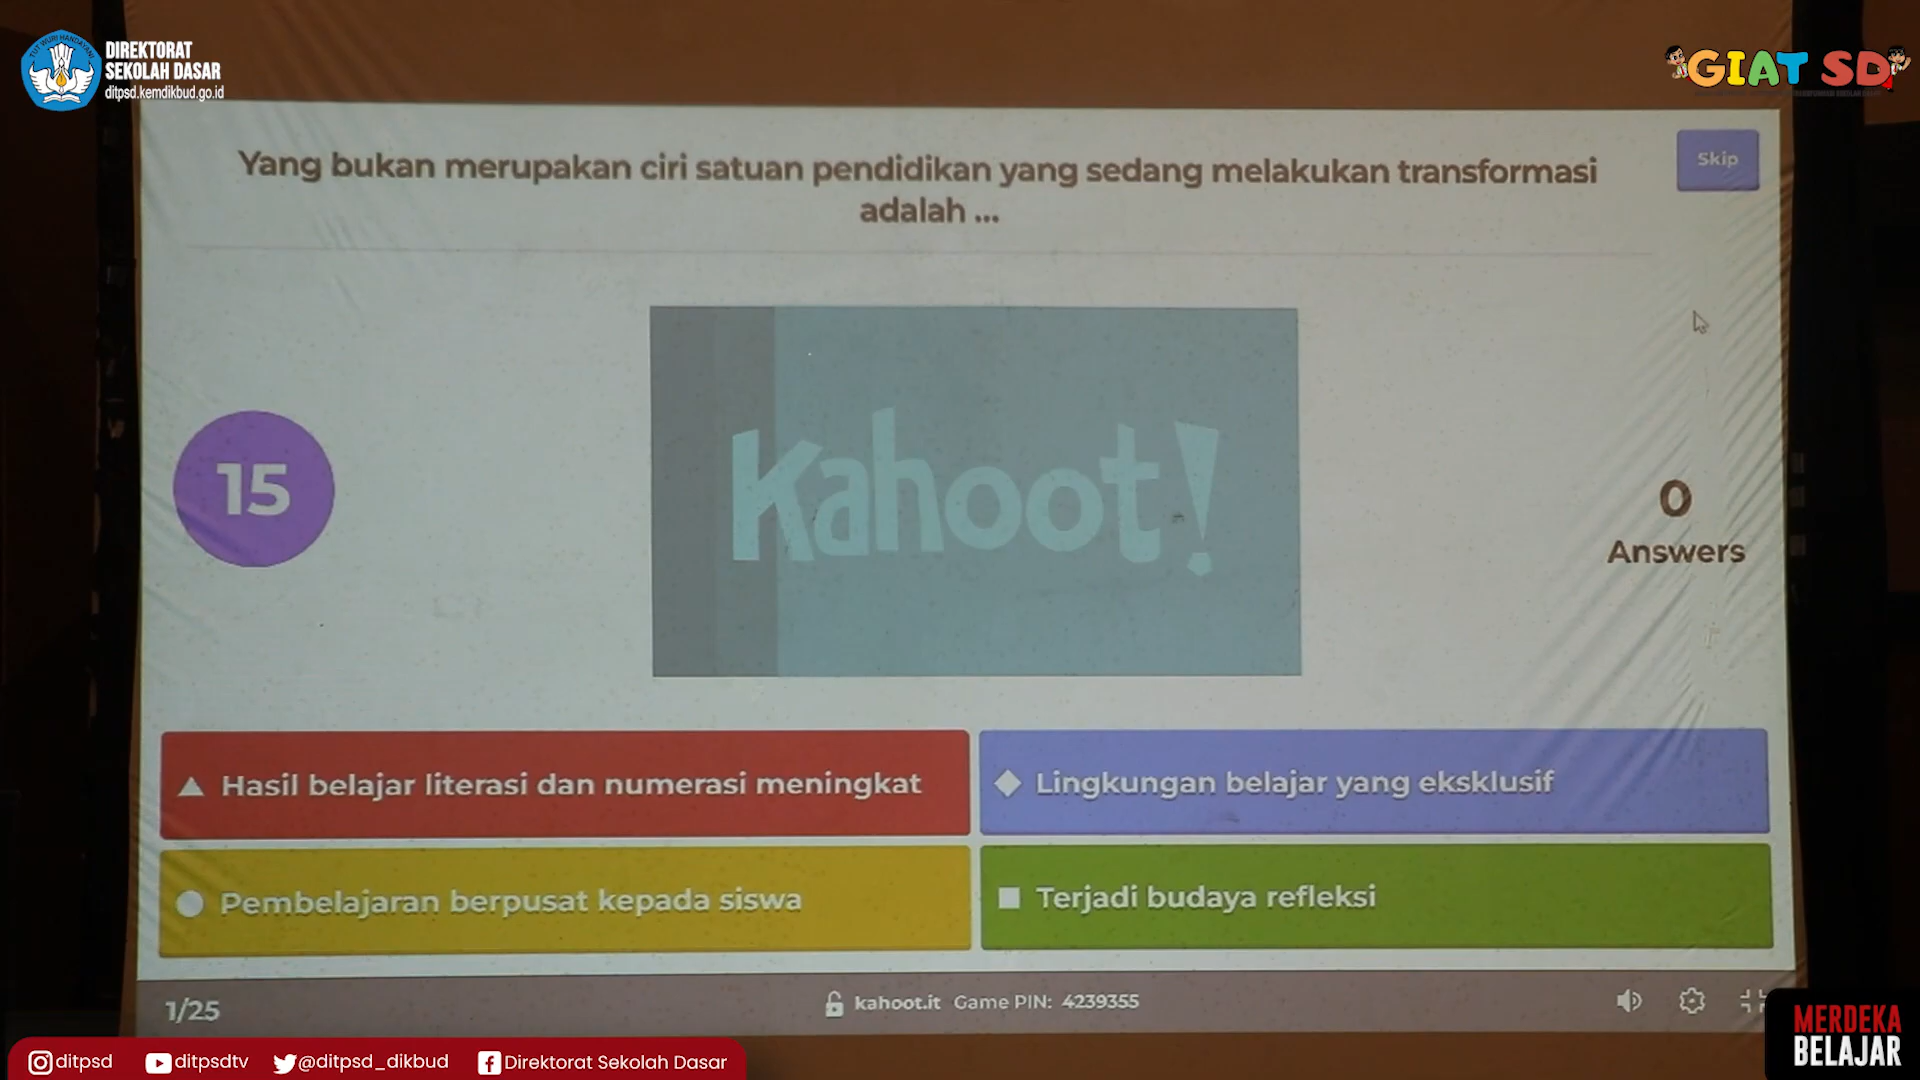 TUT WURI HANDAYANI
DIREKTORAT
SEKOLAH DASAR
ditpsd.kemdikbud.go.id
GIAT SD
Yang bukan merupakan ciri satuan pendidikan yang sedang melakukan transformasi
adalah ...
Skip
15
Kahoot!
0
Answers
▲ Hasil belajar literasi dan numerasi meningkat
◆ Lingkungan belajar yang eksklusif
● Pembelajaran berpusat kepada siswa
■ Terjadi budaya refleksi
1/25
kahoot.it Game PIN: 4239355
MERDEKA
BELAJAR
ditpsd
ditpsdtv
@ditpsd_dikbud
Direktorat Sekolah Dasar